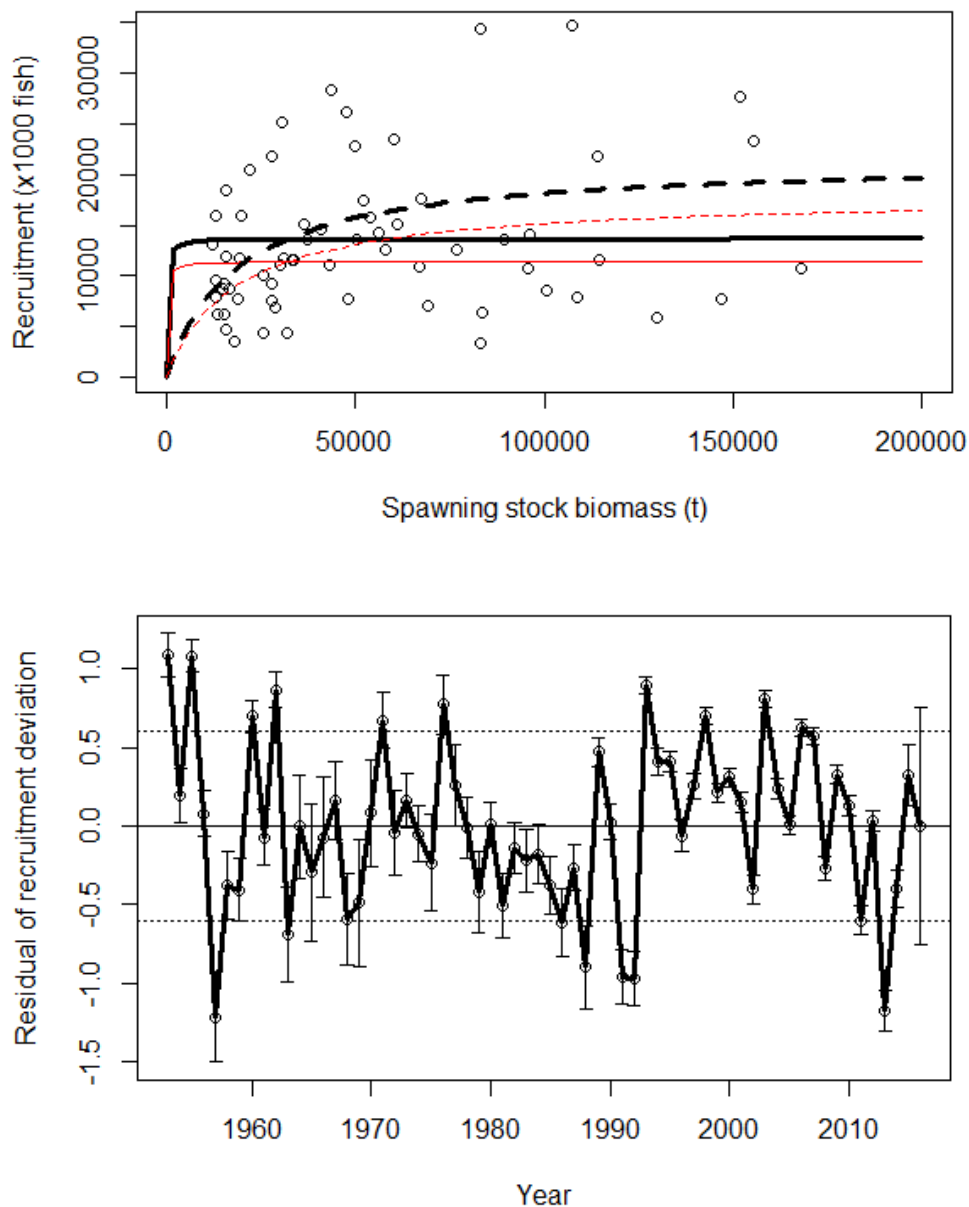 30000
20000
10000
0
Recruitment (x1000 fish)
0 50000 100000 150000 200000
Spawning stock biomass (t)
1.0
0.5
0.0
-0.5
-1.0
-1.5
Residual of recruitment deviation
1960 1970 1980 1990 2000 2010
Year